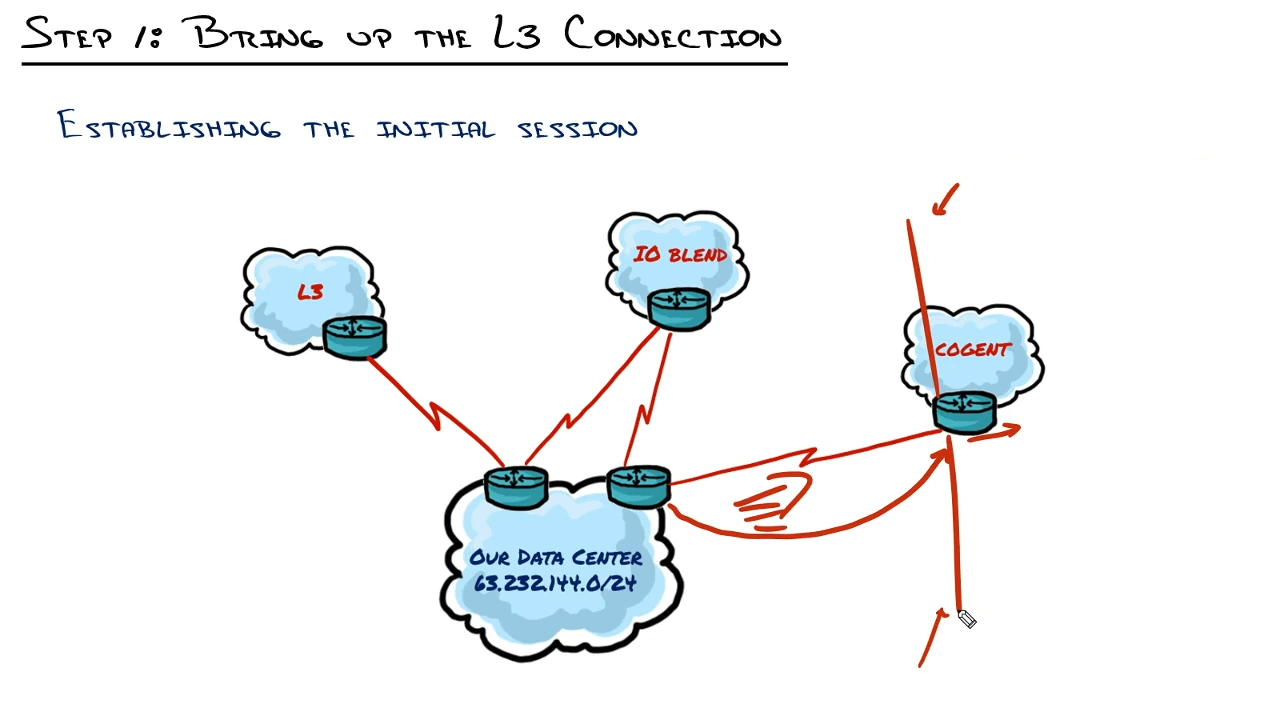 STEP 1: BRING UP THE L3 CONNECTION
ESTABLISHING THE INITIAL SESSION
IO BLEND
L3
COGENT
OUR DATA CENTER
63.232.144.0/24